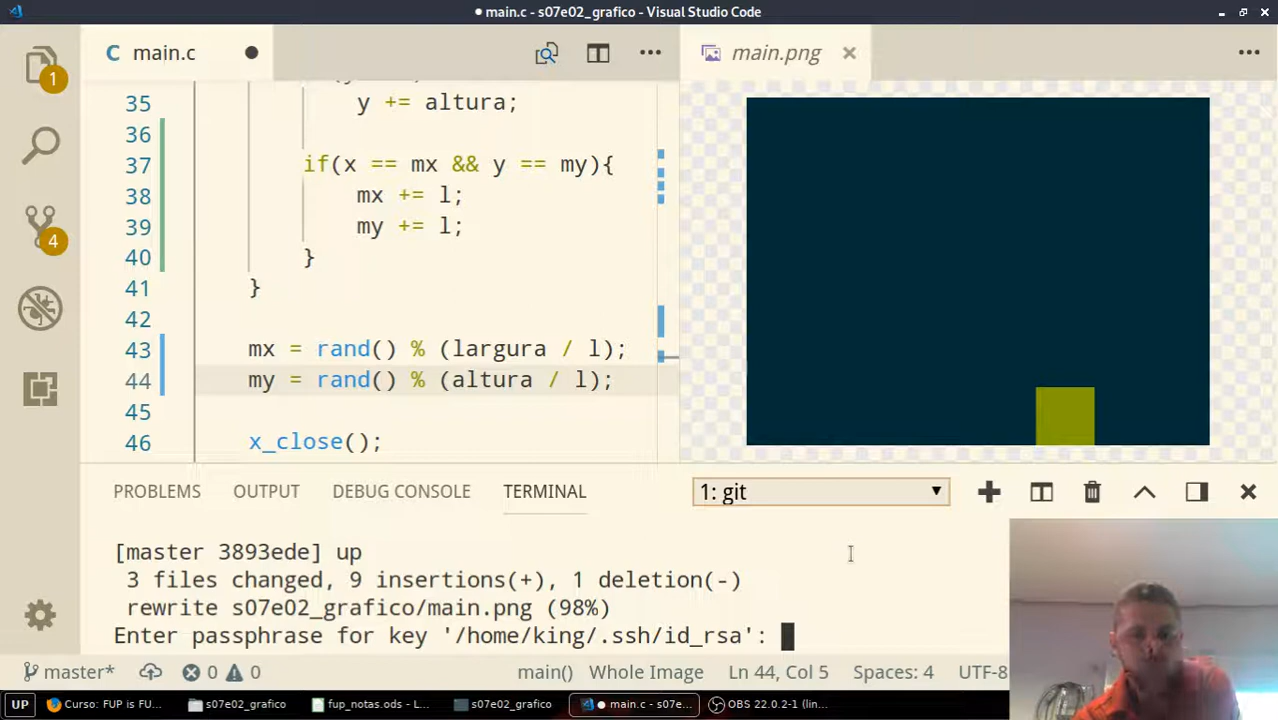 ● main.c - s07e02_grafico - Visual Studio Code
C main.c ●
main.png ×
35 y += altura;
36
37 if(x == mx && y == my){
38 mx += l;
39 my += l;
40 }
41 }
42
43 mx = rand() % (largura / l);
44 my = rand() % (altura / l);
45
46 x_close();
1
4
PROBLEMS OUTPUT DEBUG CONSOLE TERMINAL 1: git
[master 3893ede] up
3 files changed, 9 insertions(+), 1 deletion(-)
rewrite s07e02_grafico/main.png (98%)
Enter passphrase for key '/home/king/.ssh/id_rsa':
master* 0 0 main() Whole Image Ln 44, Col 5 Spaces: 4 UTF-8
UP Curso: FUP is FU... s07e02_grafico fup_notas.ods - L... s07e02_grafico ● main.c - s07e... OBS 22.0.2-1 (lin...